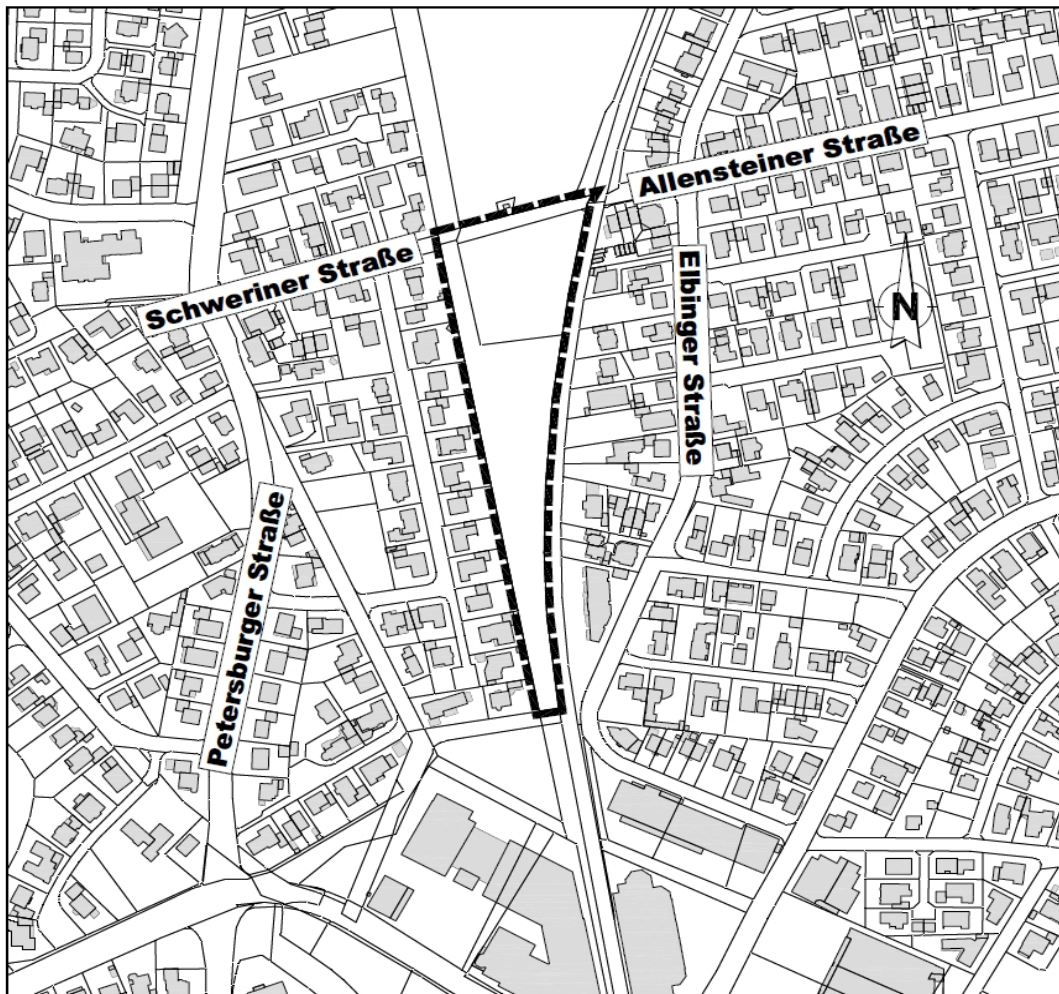 Allensteiner Straße
Schweriner Straße
Elbinger Straße
N
Petersburger Straße